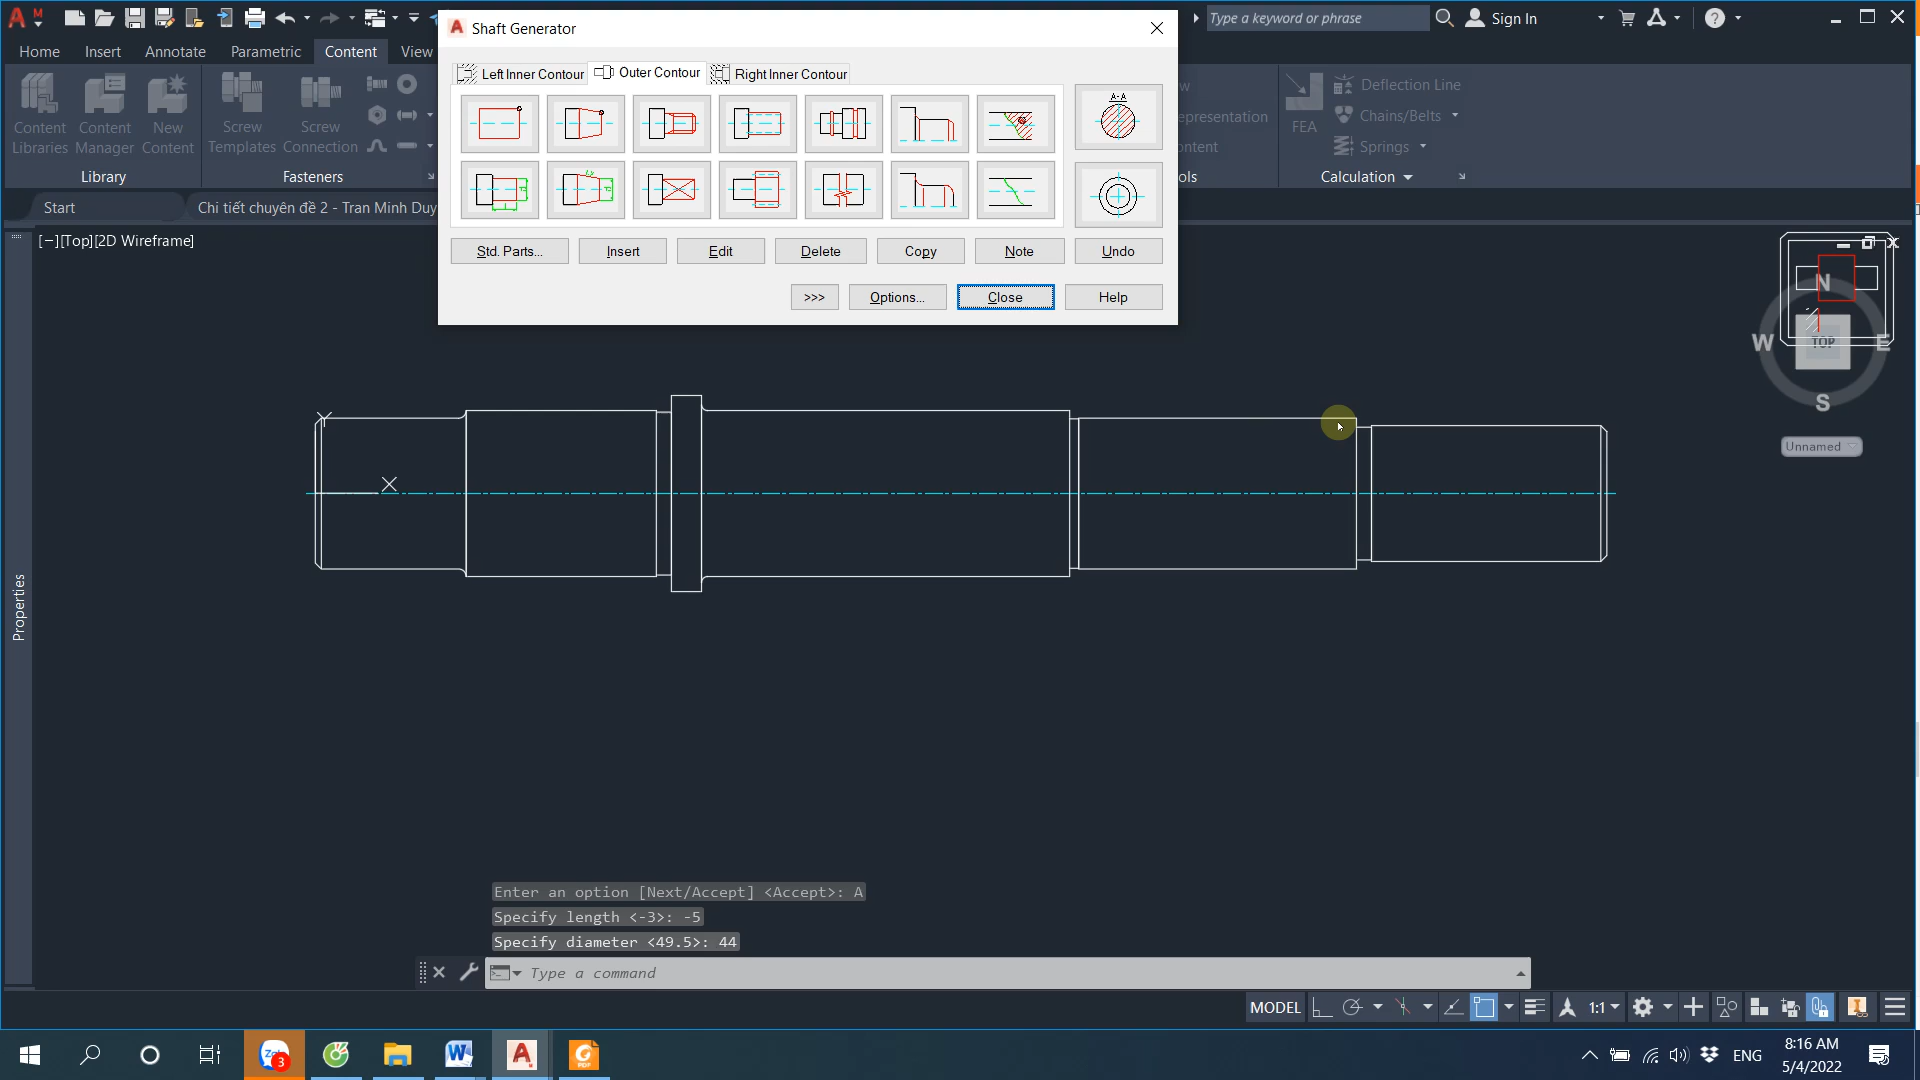 Shaft Generator
Type a keyword or phrase
Sign In
Home
Insert
Annotate
Parametric
Content
View
Left Inner Contour
Outer Contour
Right Inner Contour
Content
Libraries
Content
Manager
New
Content
Screw
Templates
Screw
Connection
Library
Fasteners
A-A
FEA
Deflection Line
Chains/Belts
Springs
Calculation
Start
Chi tiết chuyên đề 2 - Tran Minh Duy
[−][Top][2D Wireframe]
Std. Parts...
Insert
Edit
Delete
Copy
Note
Undo
>>>
Options...
Close
Help
N
W
TOP
E
S
Unnamed
Y
X
Properties
Enter an option [Next/Accept] <Accept>: A
Specify length <-3>: -5
Specify diameter <49.5>: 44
Type a command
MODEL
1:1
3
ENG
8:16 AM
5/4/2022